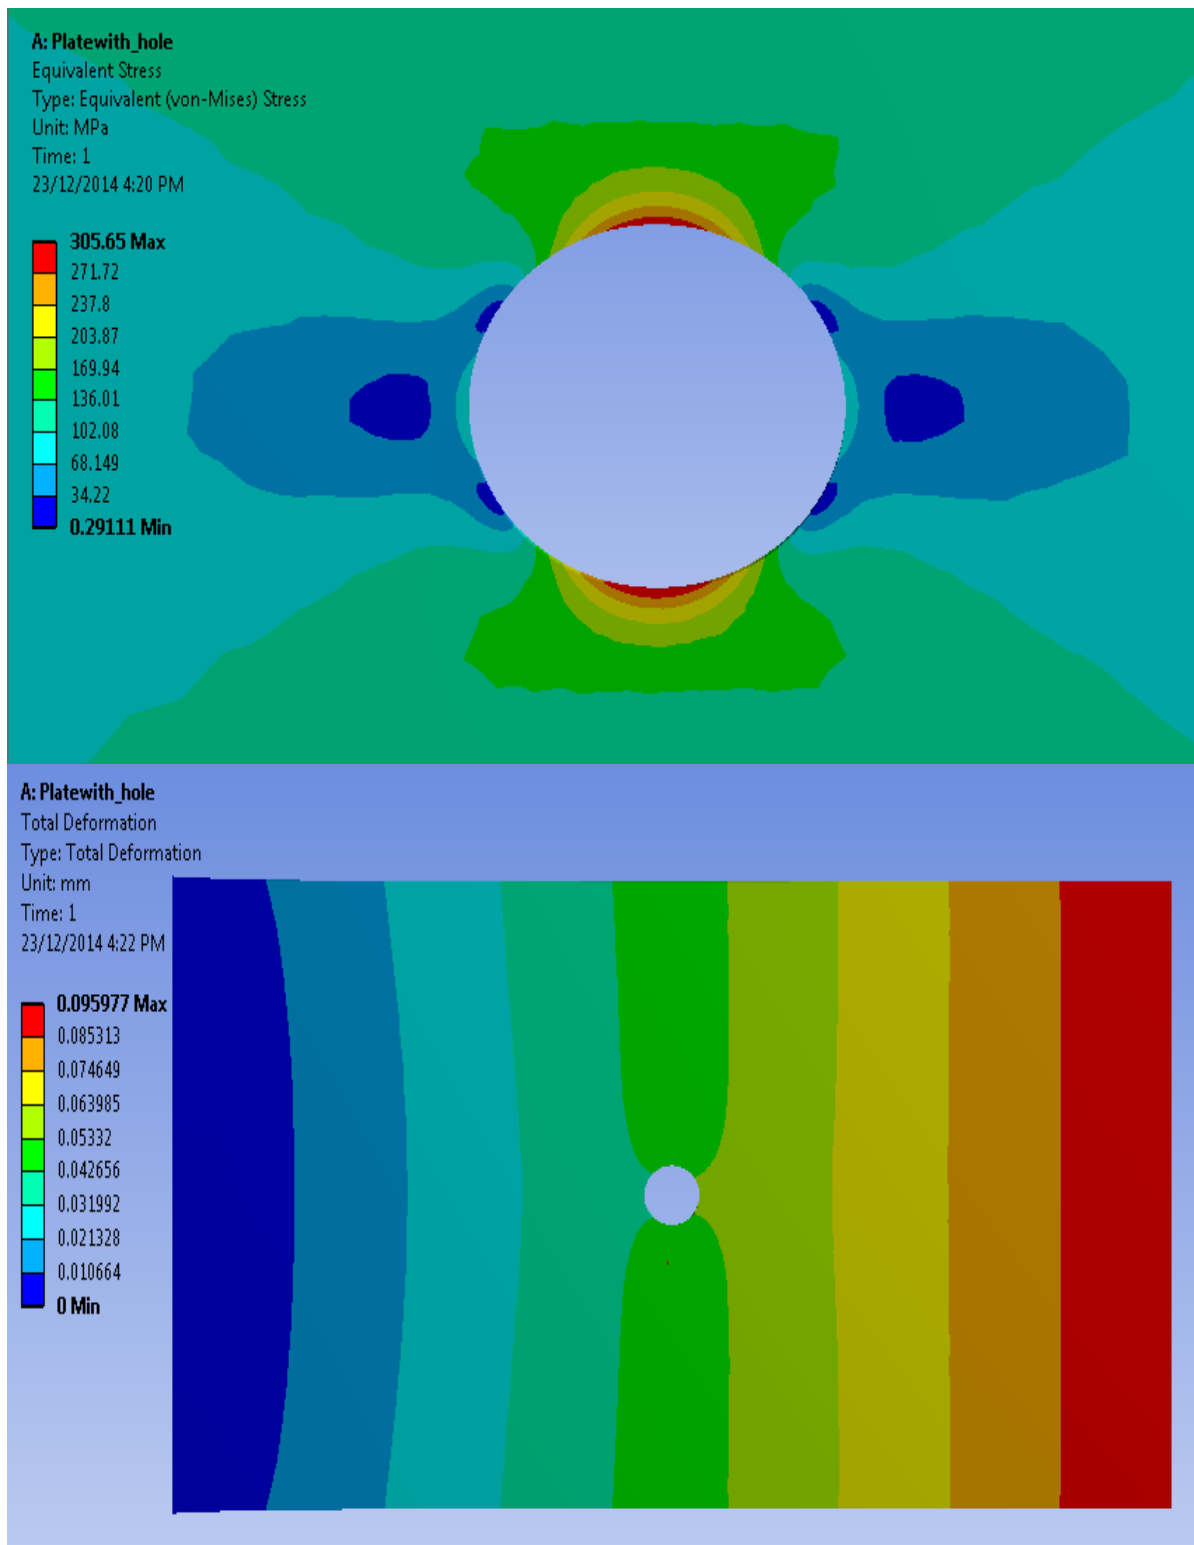 A: Platewith_hole
Equivalent Stress
Type: Equivalent (von-Mises) Stress
Unit: MPa
Time: 1
23/12/2014 4:20 PM
305.65 Max
271.72
237.8
203.87
169.94
136.01
102.08
68.149
34.22
0.29111 Min
A: Platewith_hole
Total Deformation
Type: Total Deformation
Unit: mm
Time: 1
23/12/2014 4:22 PM
0.095977 Max
0.085313
0.074649
0.063985
0.05332
0.042656
0.031992
0.021328
0.010664
0 Min